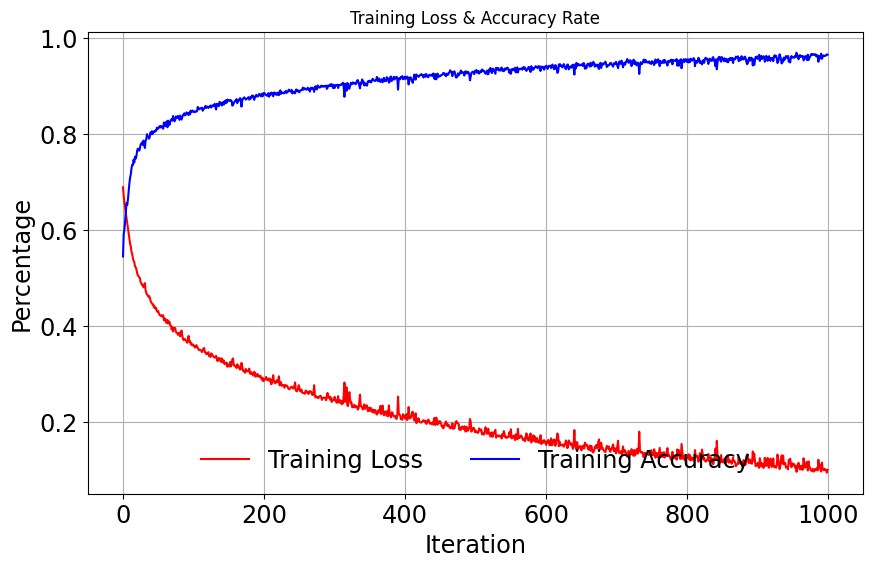 Training Loss & Accuracy Rate
1.0
0.8
0.6
0.4
0.2
Percentage
Training Loss
Training Accuracy
0
200
400
600
800
1000
Iteration